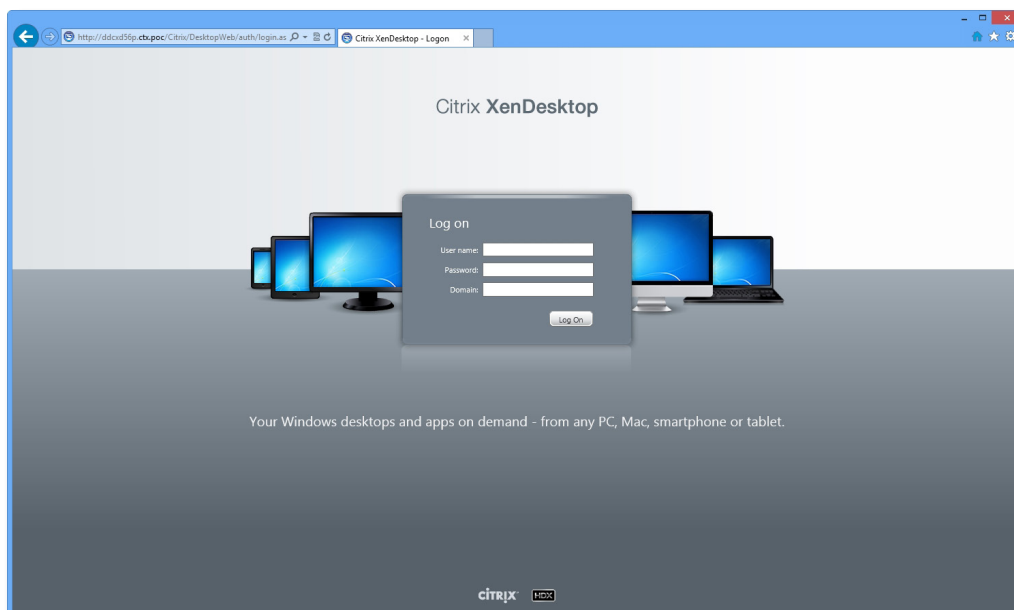 http://ddcxd56p.ctx.poc/Citrix/DesktopWeb/auth/login.as
Citrix XenDesktop - Logon
Citrix XenDesktop
Log on
User name:
Password:
Domain:
Log On
Your Windows desktops and apps on demand - from any PC, Mac, smartphone or tablet.
CITRIX HDX